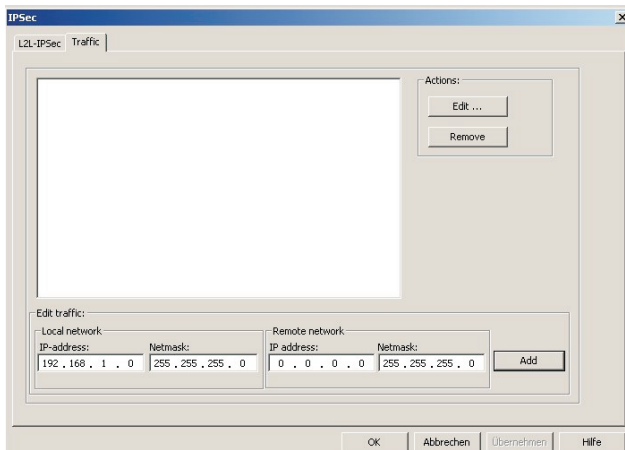 IPSec
L2L-IPSec Traffic
Actions:
Edit ...
Remove
Edit traffic:
Local network Remote network
IP-address: Netmask: IP address: Netmask:
192 . 168 . 1 . 0 255 . 255 . 255 . 0 0 . 0 . 0 . 0 255 . 255 . 255 . 0 Add
OK Abbrechen Übernehmen Hilfe